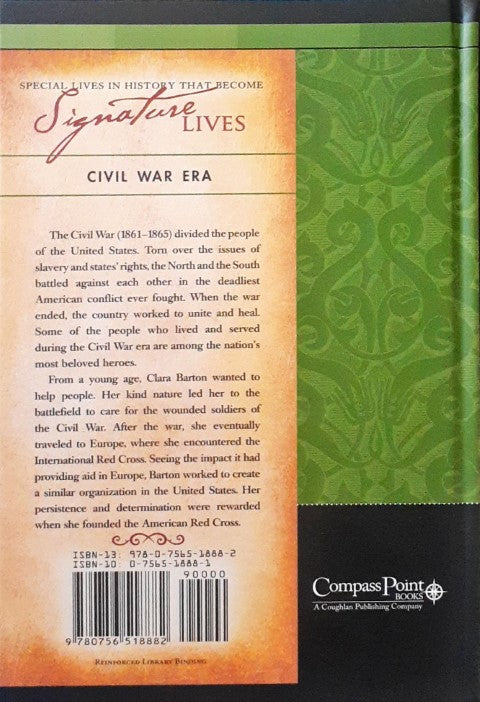 SPECIAL LIVES IN HISTORY THAT BECOME
Signature LIVES
CIVIL WAR ERA
The Civil War (1861–1865) divided the people
of the United States. Torn over the issues of
slavery and states' rights, the North and the South
battled against each other in the deadliest
American conflict ever fought. When the war
ended, the country worked to unite and heal.
Some of the people who lived and served
during the Civil War era are among the nation's
most beloved heroes.
From a young age, Clara Barton wanted to
help people. Her kind nature led her to the
battlefield to care for the wounded soldiers of
the Civil War. After the war, she eventually
traveled to Europe, where she encountered the
International Red Cross. Seeing the impact it had
providing aid in Europe, Barton worked to create
a similar organization in the United States. Her
persistence and determination were rewarded
when she founded the American Red Cross.
ISBN-13: 978-0-7565-1888-2
ISBN-10: 0-7565-1888-1
90000
9 780756 518882
REINFORCED LIBRARY BINDING
COMPASS POINT
BOOKS
A Coughlan Publishing Company